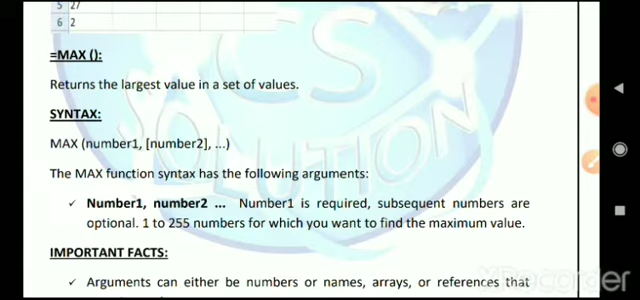 5 27
6 2
=MAX ():
Returns the largest value in a set of values.
SYNTAX:
MAX (number1, [number2], ...)
The MAX function syntax has the following arguments:
✓ Number1, number2 ... Number1 is required, subsequent numbers are
optional. 1 to 255 numbers for which you want to find the maximum value.
IMPORTANT FACTS:
✓ Arguments can either be numbers or names, arrays, or references that
CS
SOLUTION
XRecorder